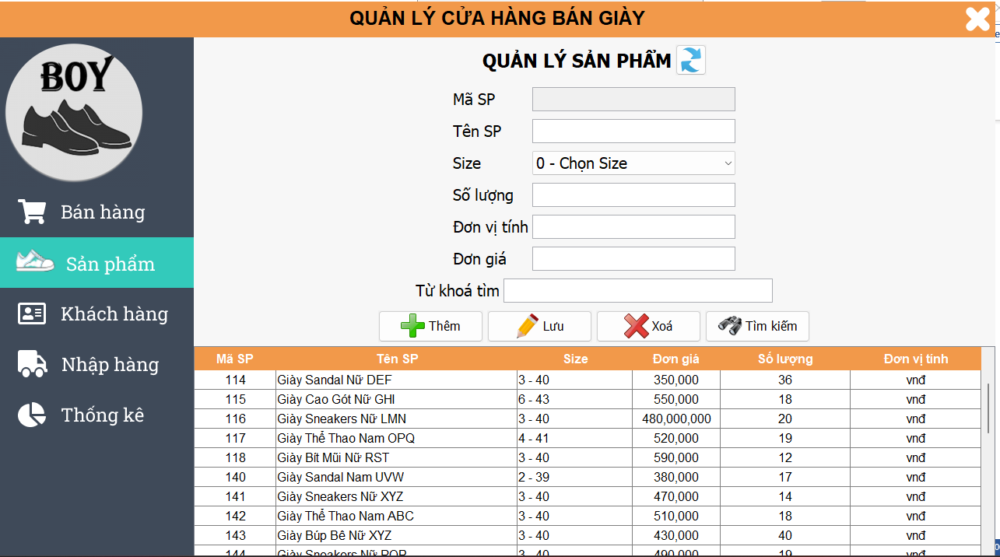 QUẢN LÝ CỬA HÀNG BÁN GIÀY
BOY
Bán hàng
Sản phẩm
Khách hàng
Nhập hàng
Thống kê
QUẢN LÝ SẢN PHẨM
Mã SP
Tên SP
Size 0 - Chọn Size
Số lượng
Đơn vị tính
Đơn giá
Từ khoá tìm
Thêm Lưu Xoá Tìm kiếm
Mã SP Tên SP Size Đơn giá Số lượng Đơn vị tính
114 Giày Sandal Nữ DEF 3 - 40 350,000 36 vnđ
115 Giày Cao Gót Nữ GHI 6 - 43 550,000 18 vnđ
116 Giày Sneakers Nữ LMN 3 - 40 480,000,000 20 vnđ
117 Giày Thể Thao Nam OPQ 4 - 41 520,000 19 vnđ
118 Giày Bít Mũi Nữ RST 3 - 40 590,000 12 vnđ
140 Giày Sandal Nam UVW 2 - 39 380,000 17 vnđ
141 Giày Sneakers Nữ XYZ 3 - 40 470,000 14 vnđ
142 Giày Thể Thao Nam ABC 3 - 40 510,000 18 vnđ
143 Giày Búp Bê Nữ XYZ 3 - 40 430,000 40 vnđ
144 Giày Sneakers Nữ 3 - 40 490,000 19 vnđ